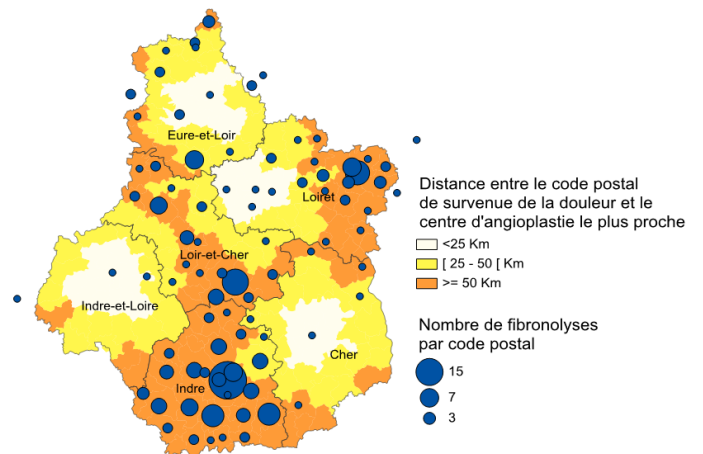 Eure-et-Loir
Loiret
Loir-et-Cher
Indre-et-Loire
Cher
Indre
Distance entre le code postal
de survenue de la douleur et le
centre d'angioplastie le plus proche
<25 Km
[ 25 - 50 [ Km
>= 50 Km
Nombre de fibronolyses
par code postal
15
7
3